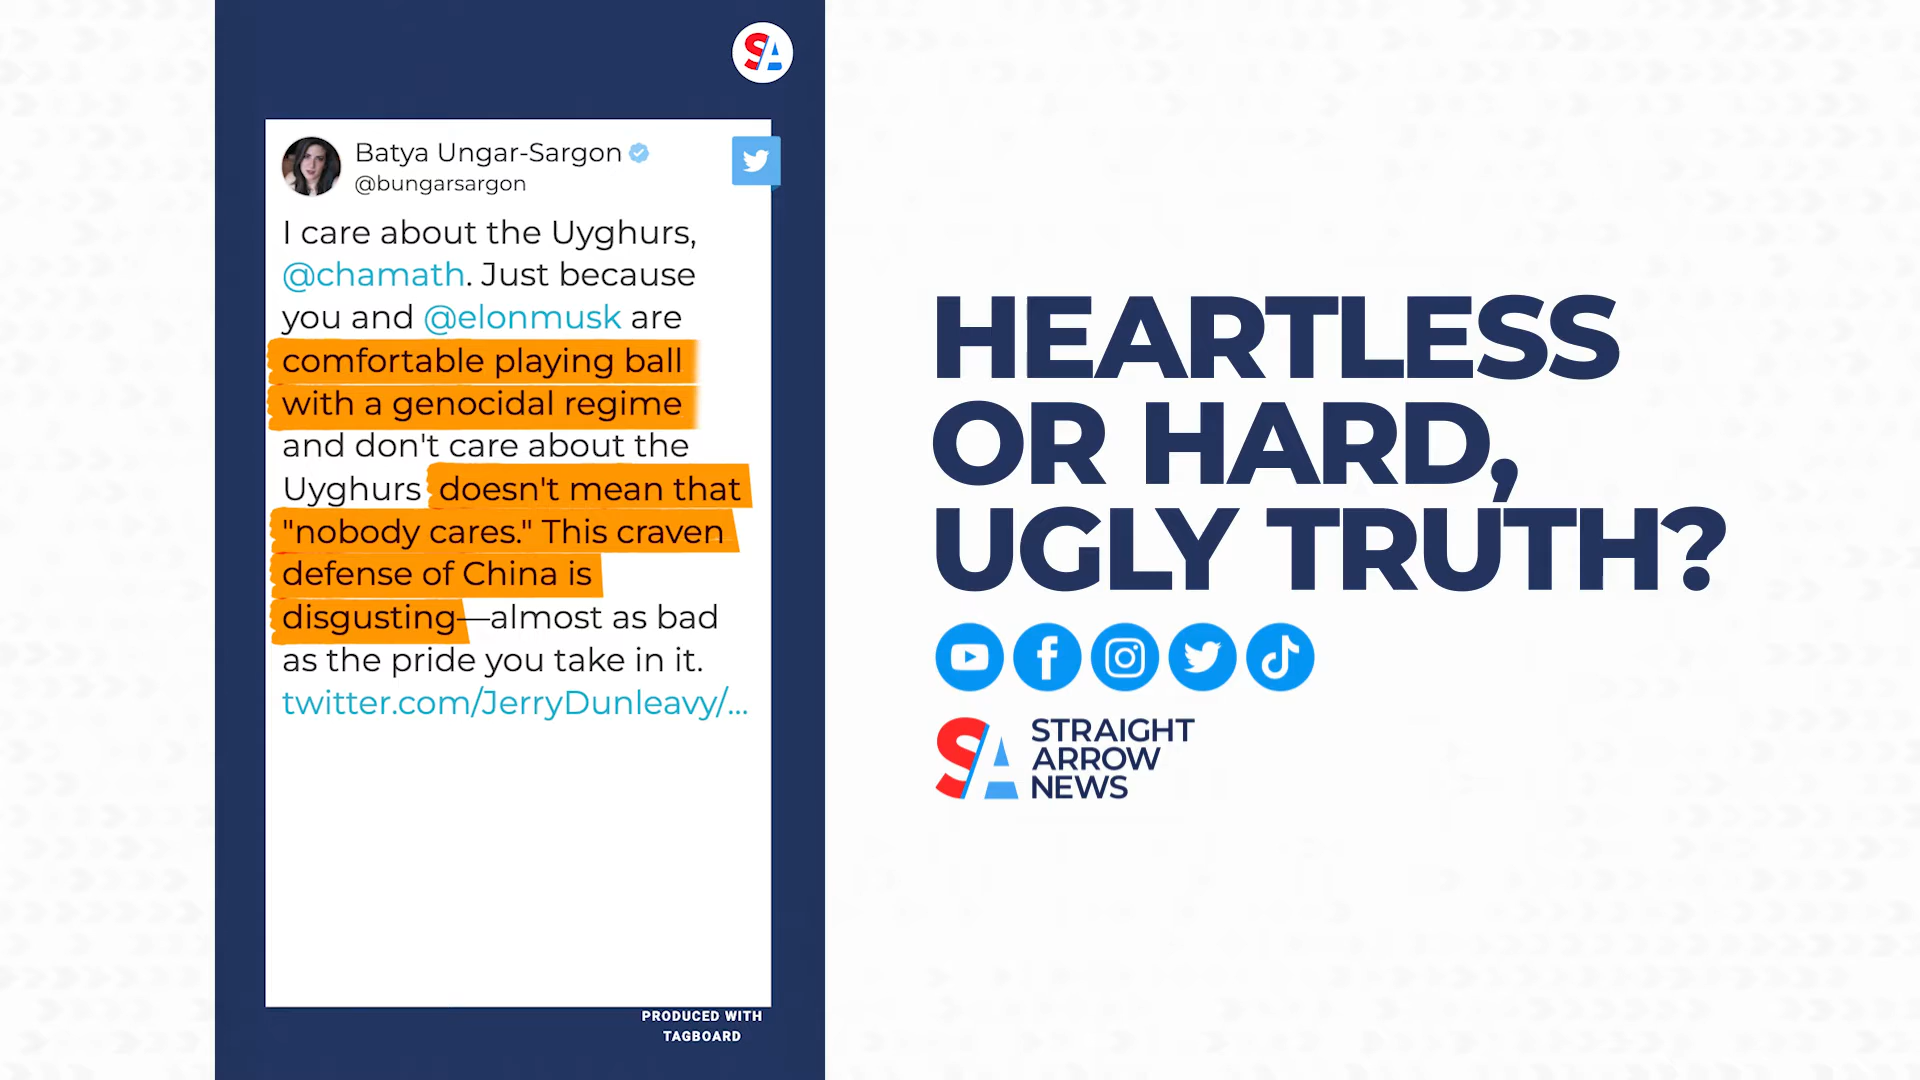 SA
Batya Ungar-Sargon
@bungarsargon
I care about the Uyghurs,
@chamath. Just because
you and @elonmusk are
comfortable playing ball
with a genocidal regime
and don't care about the
Uyghurs doesn't mean that
"nobody cares." This craven
defense of China is
disgusting—almost as bad
as the pride you take in it.
twitter.com/JerryDunleavy/...
PRODUCED WITH
TAGBOARD
HEARTLESS
OR HARD,
UGLY TRUTH?
SA
STRAIGHT
ARROW
NEWS